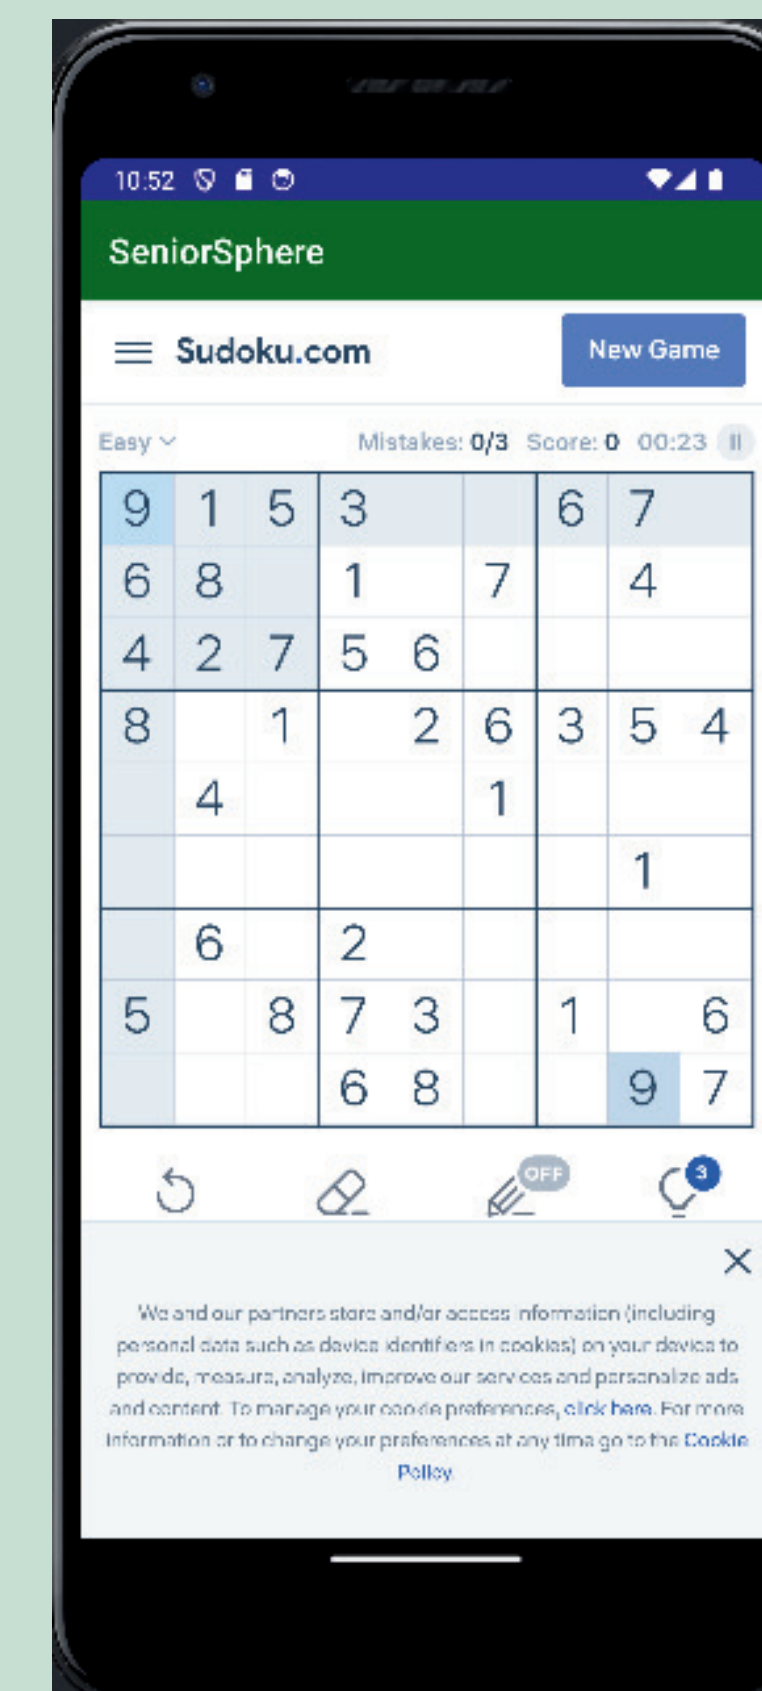 10:52
SeniorSphere
Sudoku.com New Game
Easy Mistakes: 0/3 Score: 0 00:23
9 1 5 3 6 7
6 8 1 7 4
4 2 7 5 6
8 1 2 6 3 5 4
4 1
1
6 2
5 8 7 3 1 6
6 8 9 7
OFF 3
We and our partners store and/or access information (including
personal data such as device identifiers in cookies) on your device to
provide, measure, analyze, improve our services and personalize ads
and content. To manage your cookie preferences, click here. For more
information or to change your preferences at any time go to the Cookie
Policy.